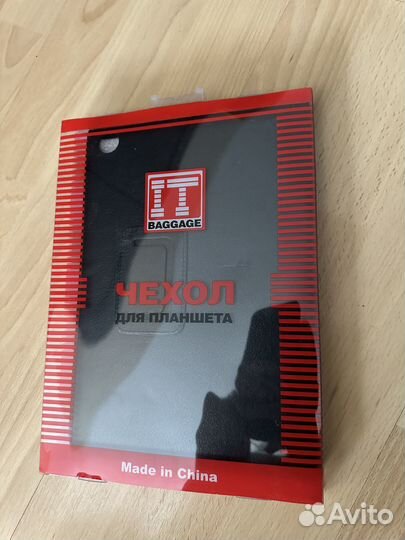 IT
BAGGAGE
ЧЕХОЛ
ДЛЯ ПЛАНШЕТА
Made in China
Avito